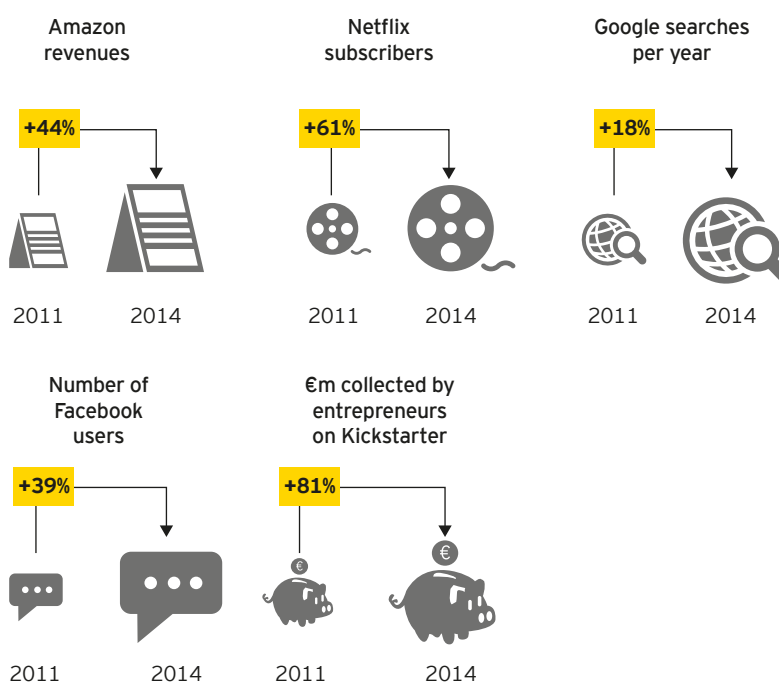 Amazon
revenues
+44%
2011 2014
Netflix
subscribers
+61%
2011 2014
Google searches
per year
+18%
2011 2014
Number of
Facebook
users
+39%
2011 2014
€m collected by
entrepreneurs
on Kickstarter
+81%
€
€
2011 2014